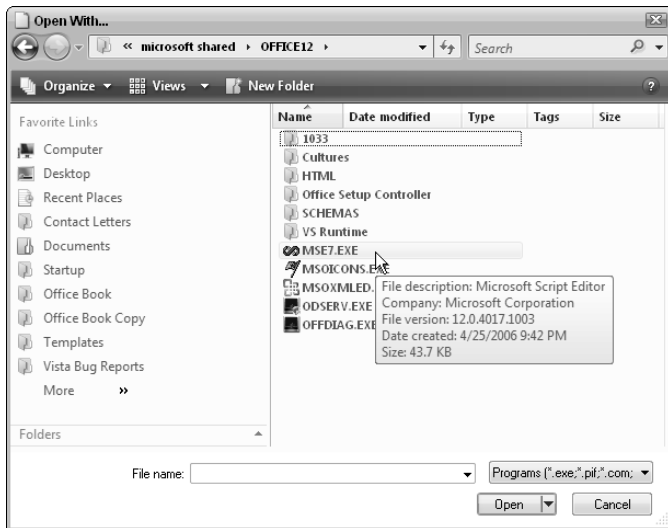 Open With...
« microsoft shared › OFFICE12 ›
Search
Organize
Views
New Folder
?
Favorite Links
Computer
Desktop
Recent Places
Contact Letters
Documents
Startup
Office Book
Office Book Copy
Templates
Vista Bug Reports
More »
Folders
Name Date modified Type Tags Size
1033
Cultures
HTML
Office Setup Controller
SCHEMAS
VS Runtime
MSE7.EXE
MSOICONS.EXE
MSOXMLED.
ODSERV.EXE
OFFDIAG.EXE
File description: Microsoft Script Editor
Company: Microsoft Corporation
File version: 12.0.4017.1003
Date created: 4/25/2006 9:42 PM
Size: 43.7 KB
File name:
Programs (*.exe;*.pif;*.com;
Open
Cancel